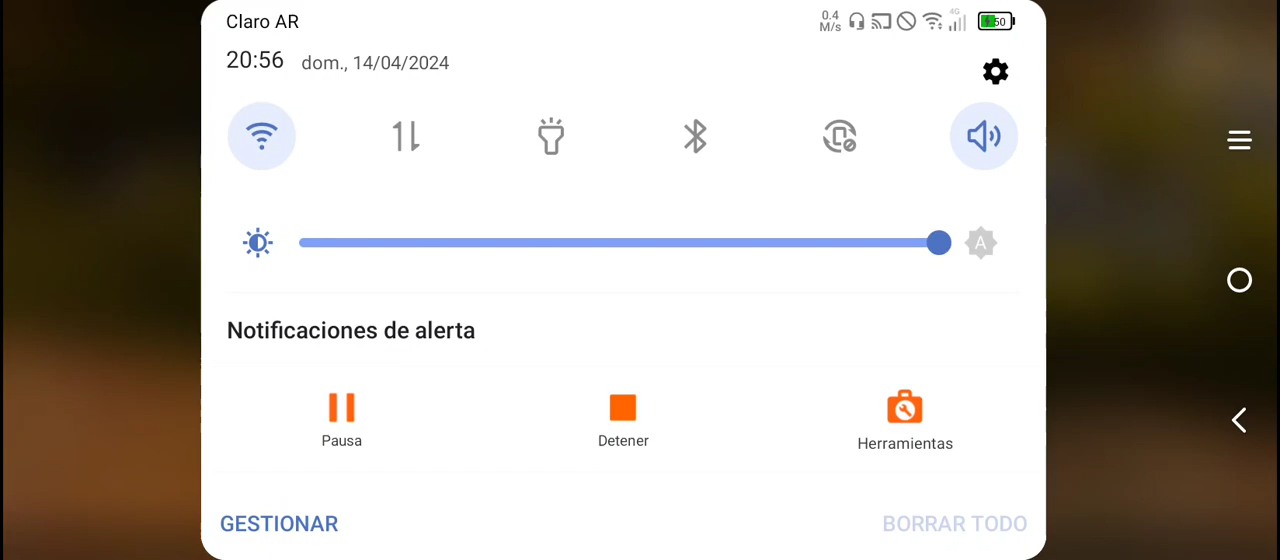 Claro AR
0.4
M/s
4G
50
20:56 dom., 14/04/2024
A
Notificaciones de alerta
Pausa Detener Herramientas
GESTIONAR BORRAR TODO